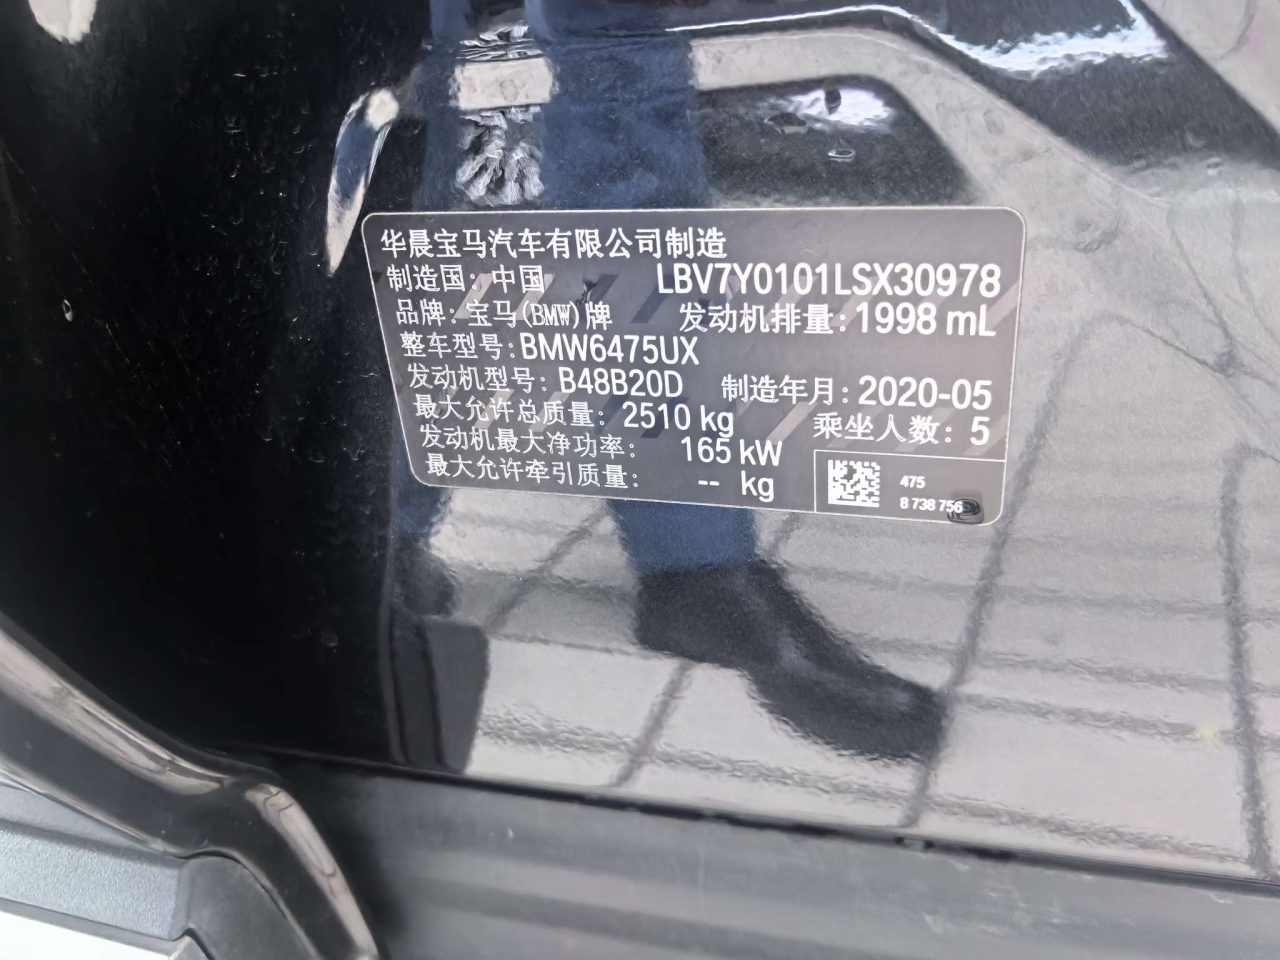 华晨宝马汽车有限公司制造
制造国: 中国 LBV7Y0101LSX30978
品牌: 宝马(BMW)牌 发动机排量: 1998 mL
整车型号: BMW6475UX
发动机型号: B48B20D 制造年月: 2020-05
最大允许总质量: 2510 kg 乘坐人数: 5
发动机最大净功率: 165 kW
最大允许牵引质量: -- kg
475
8 738 756